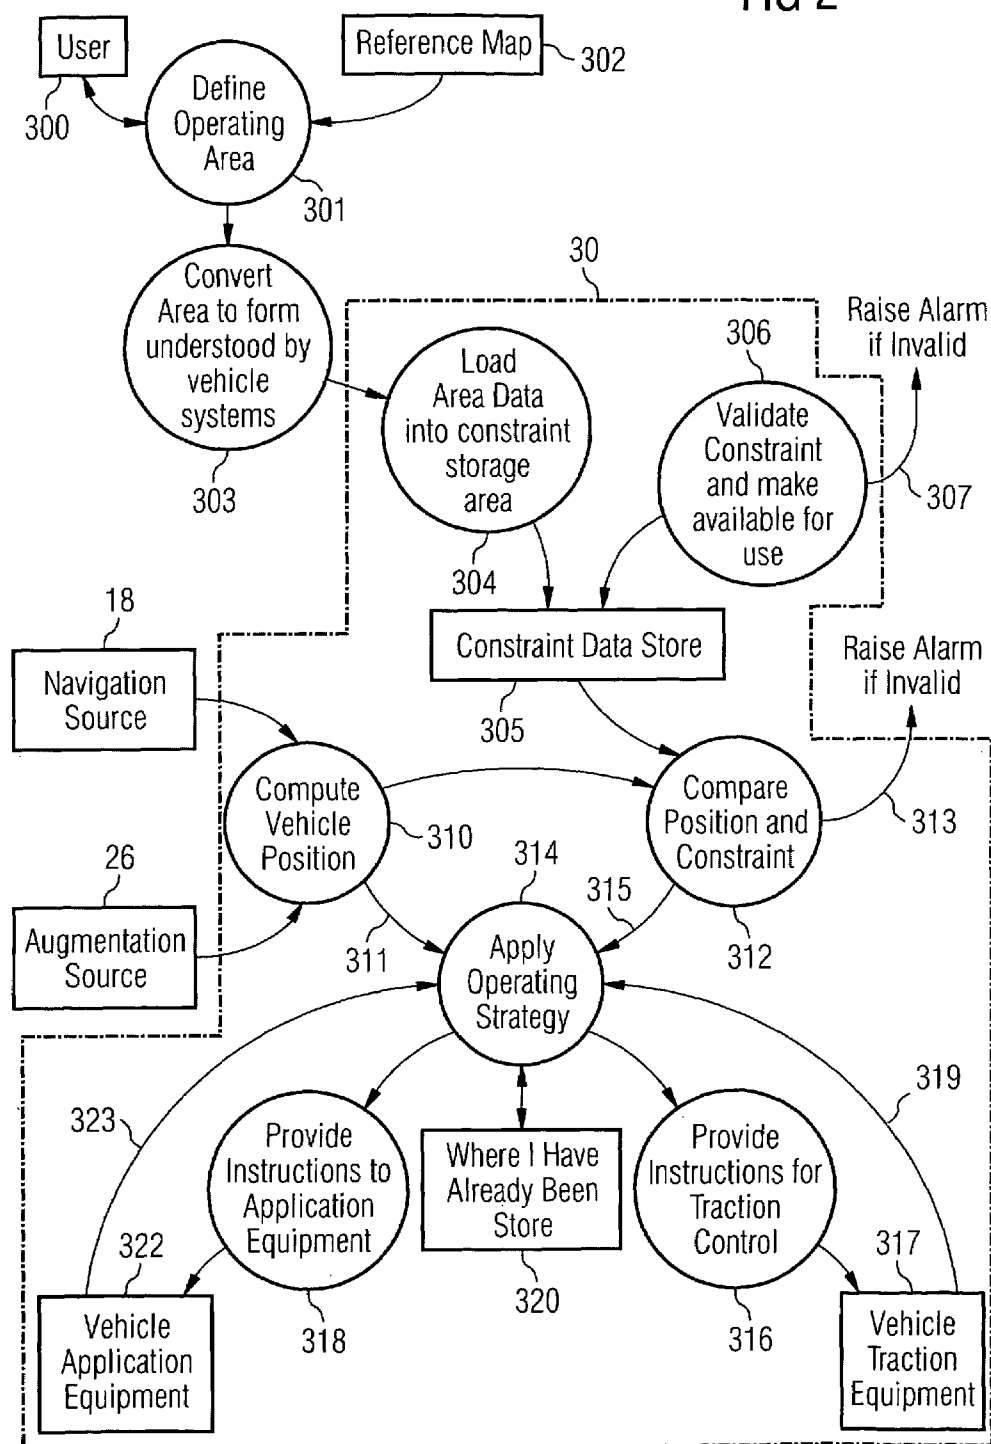 FIG 2
User
Reference Map
302
300
Define
Operating
Area
301
Convert
Area to form
understood by
vehicle
systems
303
30
Load
Area Data
into constraint
storage
area
304
306
Validate
Constraint
and make
available for
use
Raise Alarm
if Invalid
307
Constraint Data Store
305
18
Navigation
Source
Raise Alarm
if Invalid
Compute
Vehicle
Position
310
Compare
Position and
Constraint
313
312
26
Augmentation
Source
311
314
315
Apply
Operating
Strategy
323
319
Provide
Instructions to
Application
Equipment
318
Where I Have
Already Been
Store
320
Provide
Instructions for
Traction
Control
316
322
Vehicle
Application
Equipment
317
Vehicle
Traction
Equipment